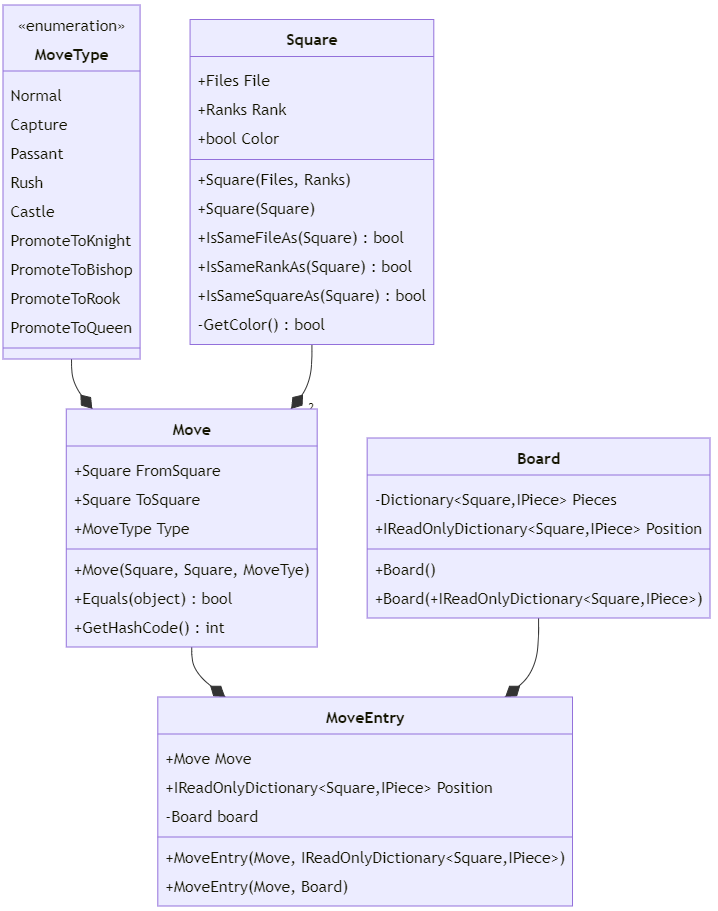 «enumeration»
MoveType
Normal
Capture
Passant
Rush
Castle
PromoteToKnight
PromoteToBishop
PromoteToRook
PromoteToQueen
Square
+Files File
+Ranks Rank
+bool Color
+Square(Files, Ranks)
+Square(Square)
+IsSameFileAs(Square) : bool
+IsSameRankAs(Square) : bool
+IsSameSquareAs(Square) : bool
-GetColor() : bool
2
Move
+Square FromSquare
+Square ToSquare
+MoveType Type
+Move(Square, Square, MoveTye)
+Equals(object) : bool
+GetHashCode() : int
Board
-Dictionary<Square,IPiece> Pieces
+IReadOnlyDictionary<Square,IPiece> Position
+Board()
+Board(+IReadOnlyDictionary<Square,IPiece>)
MoveEntry
+Move Move
+IReadOnlyDictionary<Square,IPiece> Position
-Board board
+MoveEntry(Move, IReadOnlyDictionary<Square,IPiece>)
+MoveEntry(Move, Board)